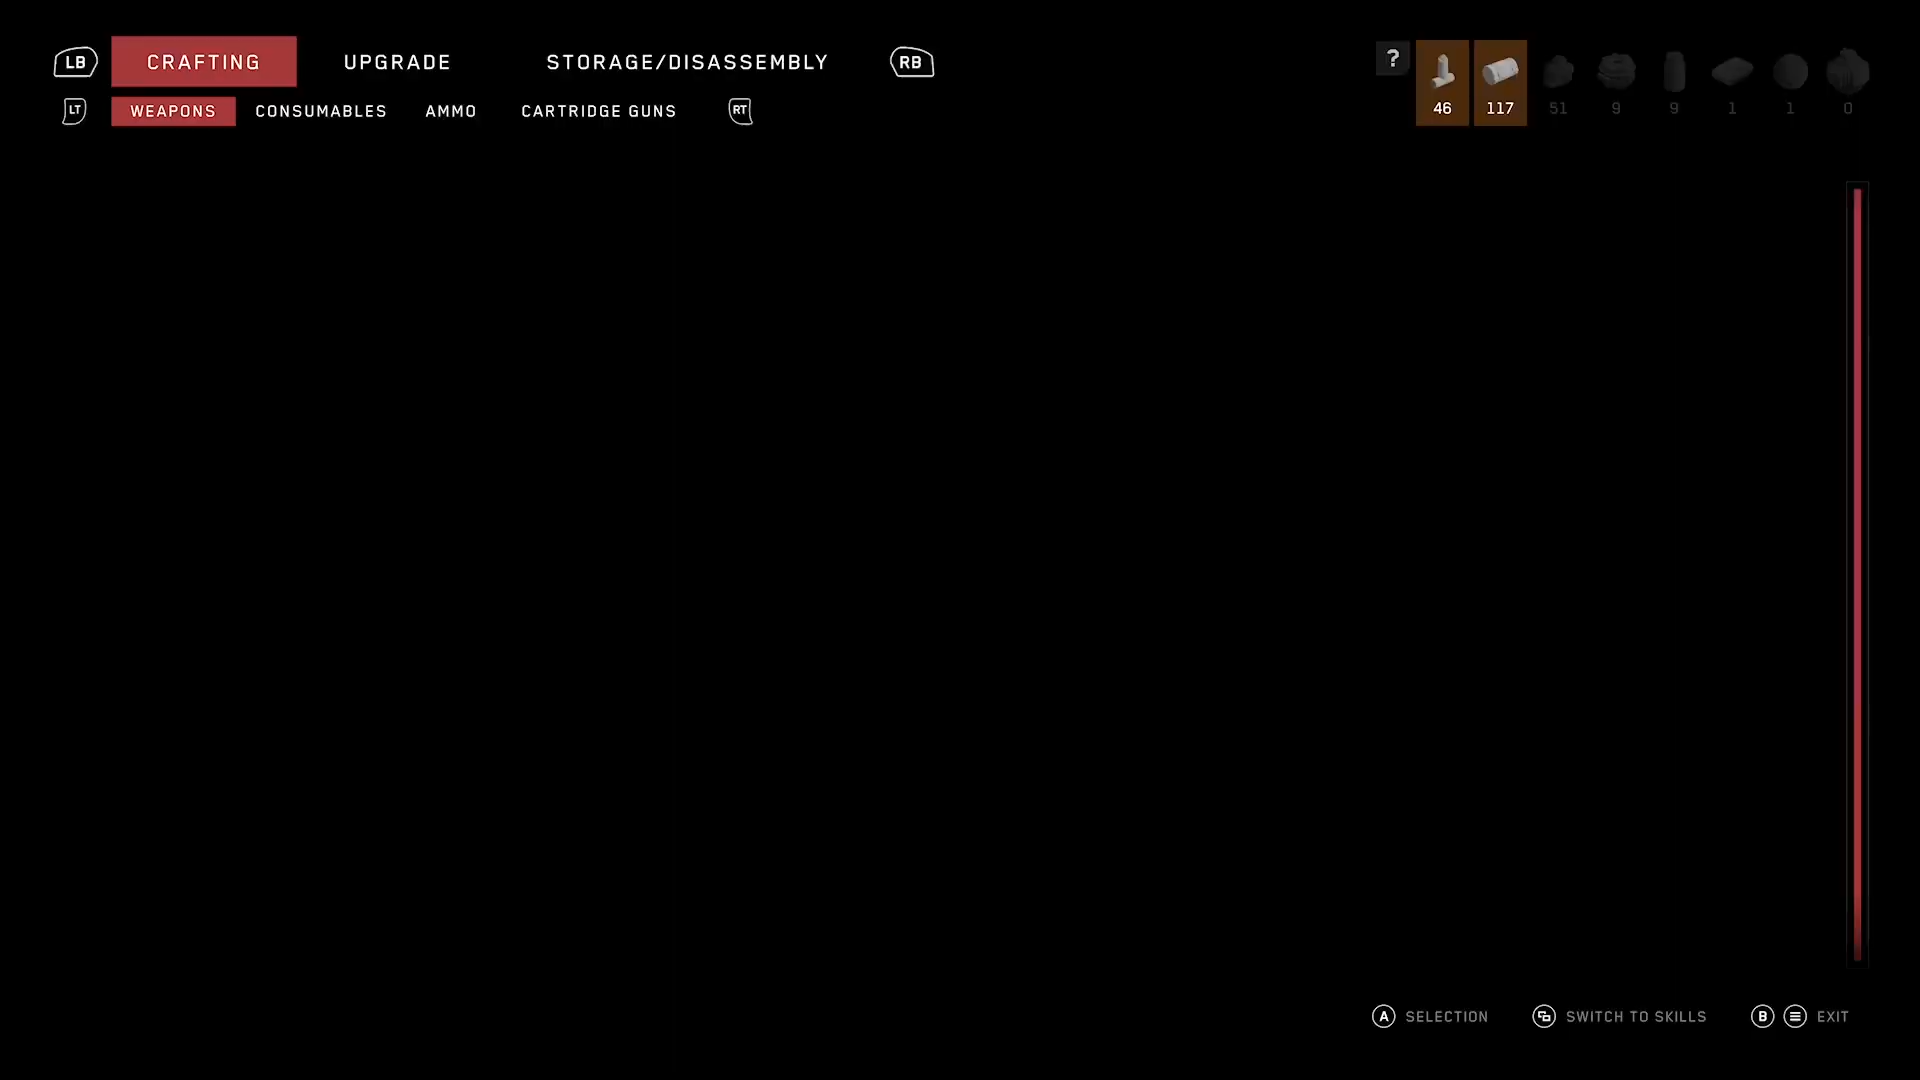 LB CRAFTING UPGRADE STORAGE/DISASSEMBLY RB
LT WEAPONS CONSUMABLES AMMO CARTRIDGE GUNS RT
?
46 117 51 9 9 1 1 0
A SELECTION SWITCH TO SKILLS B EXIT